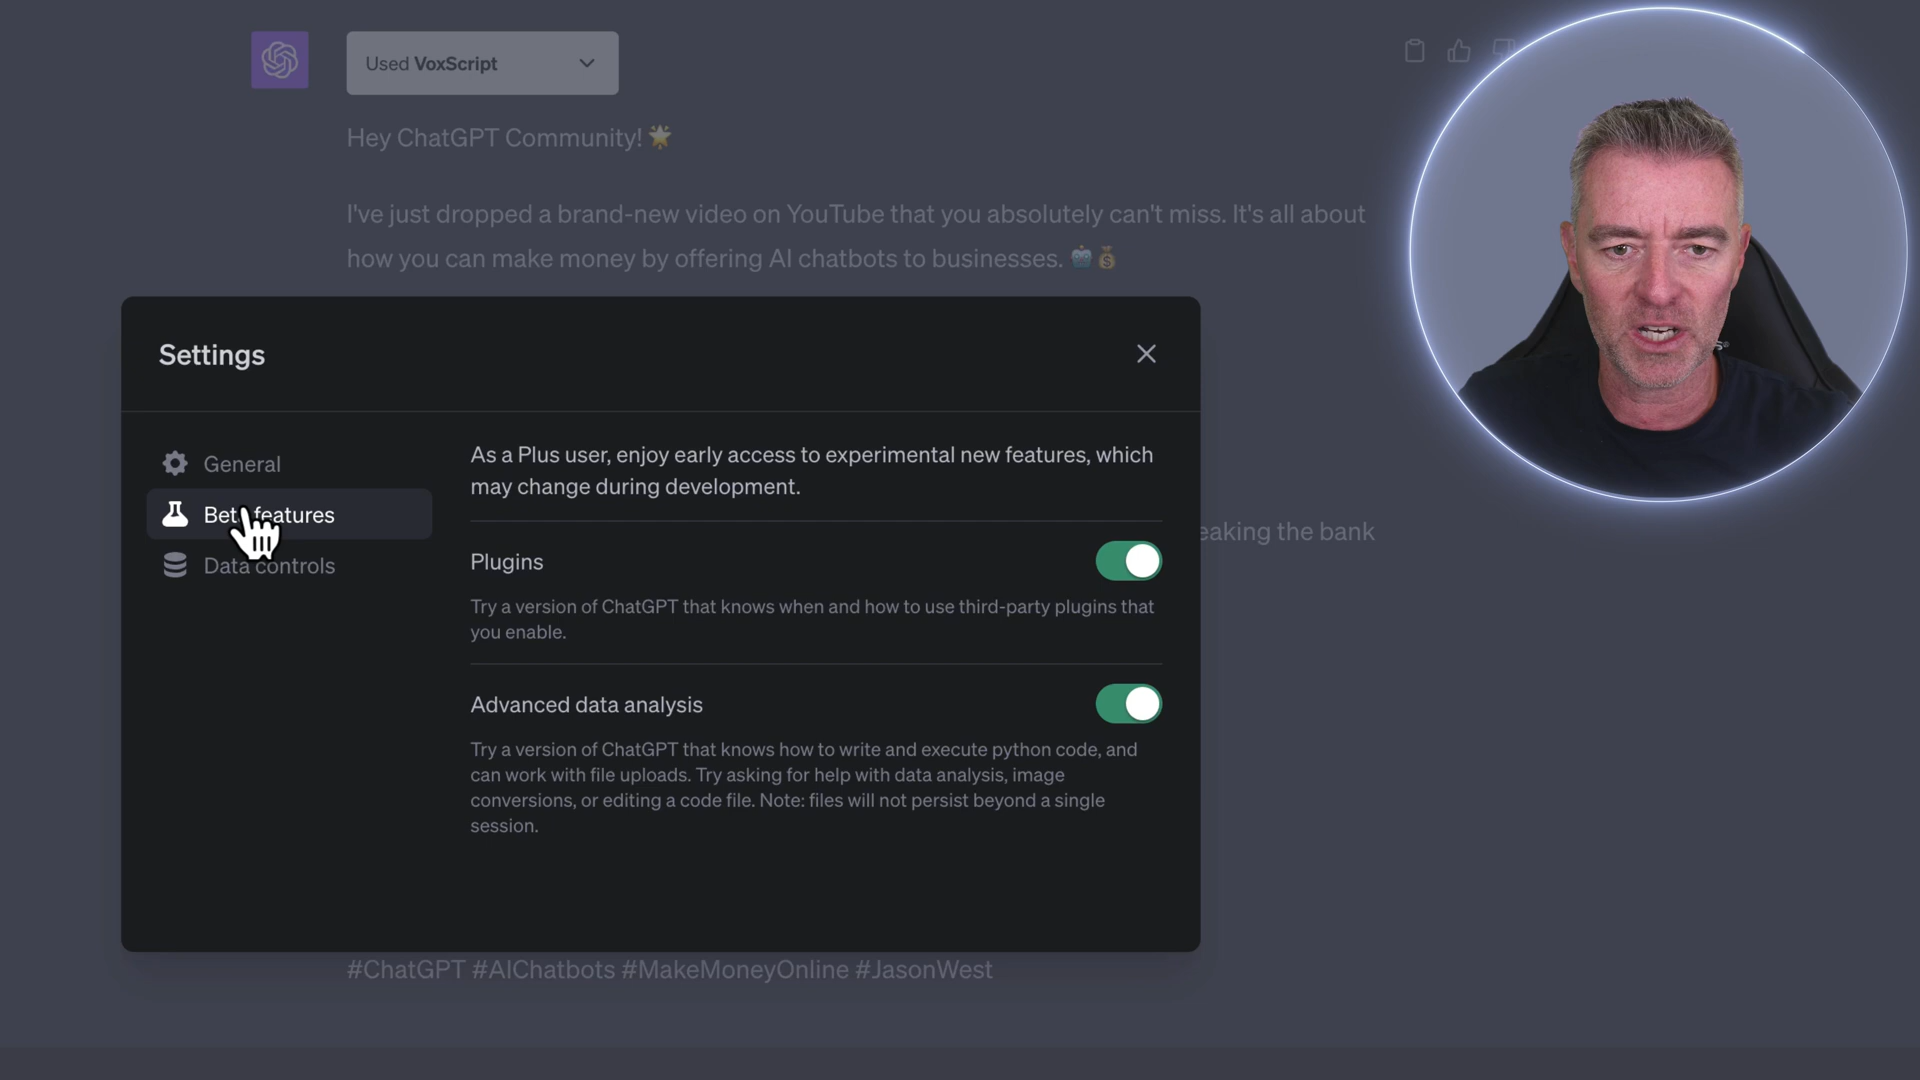 Used VoxScript
Hey ChatGPT Community! 🌟
I've just dropped a brand-new video on YouTube that you absolutely can't miss. It's all about
how you can make money by offering AI chatbots to businesses. 🤖💰
Settings
General
As a Plus user, enjoy early access to experimental new features, which
may change during development.
Beta features
eaking the bank
Data controls
Plugins
Try a version of ChatGPT that knows when and how to use third-party plugins that
you enable.
Advanced data analysis
Try a version of ChatGPT that knows how to write and execute python code, and
can work with file uploads. Try asking for help with data analysis, image
conversions, or editing a code file. Note: files will not persist beyond a single
session.
#ChatGPT #AIChatbots #MakeMoneyOnline #JasonWest